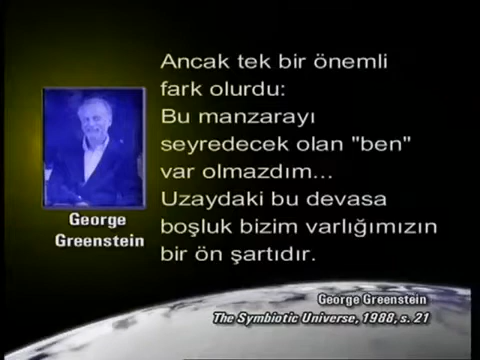 Ancak tek bir önemli
fark olurdu:
Bu manzarayı
seyredecek olan "ben"
var olmazdım...
Uzaydaki bu devasa
boşluk bizim varlığımızın
bir ön şartıdır.
George
Greenstein
George Greenstein
The Symbiotic Universe, 1988, s. 21